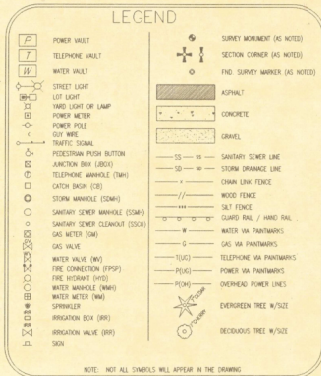 LEGEND
P POWER VAULT
T TELEPHONE VAULT
W WATER VAULT
STREET LIGHT
LOT LIGHT
YARD LIGHT OR LAMP
POWER METER
POWER POLE
GUY WIRE
TRAFFIC SIGNAL
PEDESTRIAN PUSH BUTTON
JUNCTION BOX (JBOX)
TELEPHONE MANHOLE (TMH)
CATCH BASIN (CB)
STORM MANHOLE (SDMH)
SANITARY SEWER MANHOLE (SSMH)
SANITARY SEWER CLEANOUT (SSCX)
GAS METER (GM)
GAS VALVE
WATER VALVE (WV)
FIRE CONNECTION (FPSP)
FIRE HYDRANT (HYD)
WATER MANHOLE (WMH)
WATER METER (WM)
SPRINKLER
IRRIGATION BOX (IRR)
IRRIGATION VALVE (IRR)
SIGN
SURVEY MONUMENT (AS NOTED)
SECTION CORNER (AS NOTED)
FND. SURVEY MARKER (AS NOTED)
ASPHALT
CONCRETE
GRAVEL
SS SS SANITARY SEWER LINE
SD SD STORM DRAINAGE LINE
CHAIN LINK FENCE
// WOOD FENCE
XXX SILT FENCE
GUARD RAIL / HAND RAIL
W WATER VIA PAINTMARKS
G GAS VIA PAINTMARKS
T(UG) TELEPHONE VIA PAINTMARKS
P(UG) POWER VIA PAINTMARKS
P(OH) OVERHEAD POWER LINES
EVERGREEN TREE W/SIZE
DECIDUOUS TREE W/SIZE
NOTE: NOT ALL SYMBOLS WILL APPEAR IN THE DRAWING